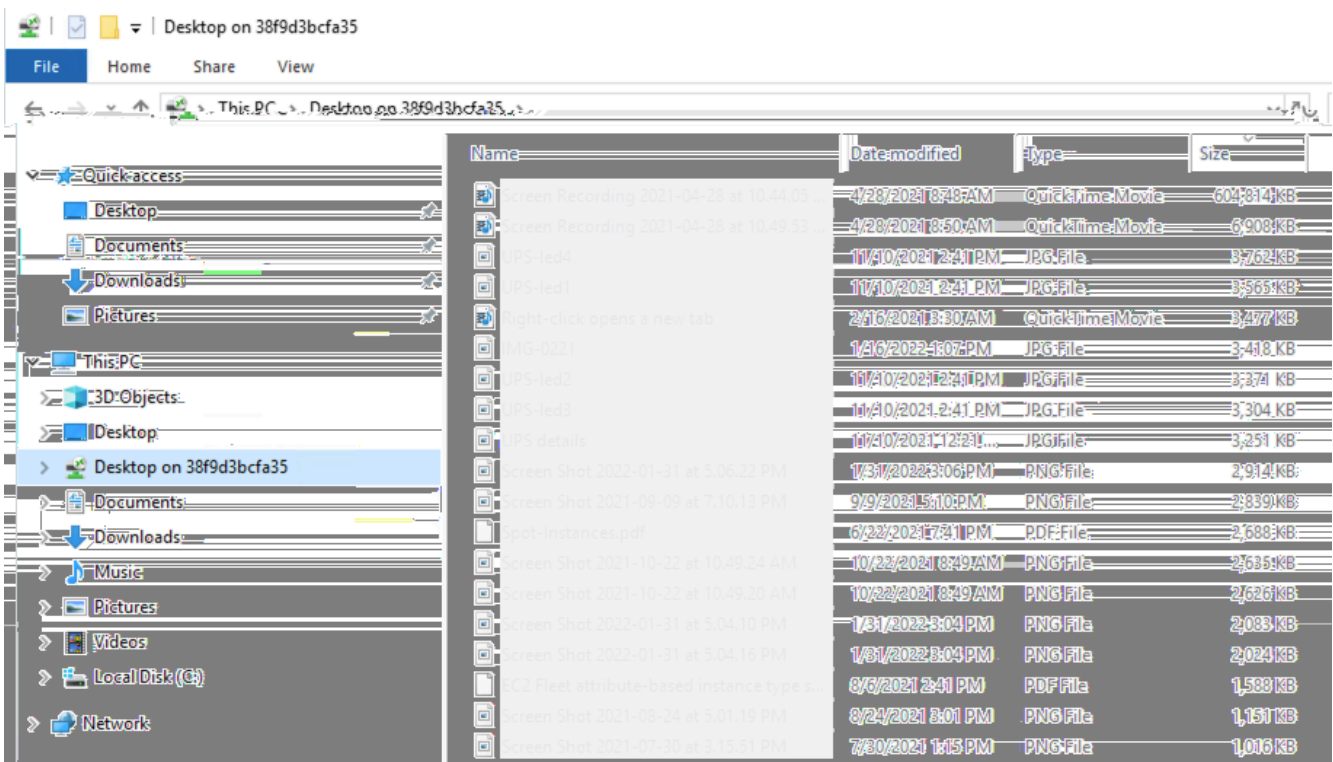 Desktop on 38f9d3bcfa35
File Home Share View
This PC Desktop on 38f9d3bcfa35
Name Date modified Type Size
Quick access
Desktop
Documents
Downloads
Pictures
This PC
3D Objects
Desktop
Desktop on 38f9d3bcfa35
Documents
Downloads
Music
Pictures
Videos
Local Disk (C:)
Network
Screen Recording 2021-04-28 at 10.44.05 ... 4/28/2021 8:48 AM QuickTime Movie 604,814 KB
Screen Recording 2021-04-28 at 10.49.53 ... 4/28/2021 8:50 AM QuickTime Movie 6,908 KB
UPS-led4 11/10/2021 2:41 PM JPG File 3,762 KB
UPS-led1 11/10/2021 2:41 PM JPG File 3,565 KB
Right-click opens a new tab 2/16/2021 3:30 AM QuickTime Movie 3,477 KB
IMG-0221 1/16/2022 1:07 PM JPG File 3,418 KB
UPS-led2 11/10/2021 2:41 PM JPG File 3,371 KB
UPS-led3 11/10/2021 2:41 PM JPG File 3,304 KB
UPS details 11/10/2021 12:21 ... JPG File 3,251 KB
Screen Shot 2022-01-31 at 5.06.22 PM 1/31/2022 3:06 PM PNG File 2,914 KB
Screen Shot 2021-09-09 at 7.10.13 PM 9/9/2021 5:10 PM PNG File 2,839 KB
Spot-Instances.pdf 6/22/2021 7:41 PM PDF File 2,688 KB
Screen Shot 2021-10-22 at 10.49.24 AM 10/22/2021 8:49 AM PNG File 2,635 KB
Screen Shot 2021-10-22 at 10.49.20 AM 10/22/2021 8:49 AM PNG File 2,626 KB
Screen Shot 2022-01-31 at 5.04.10 PM 1/31/2022 3:04 PM PNG File 2,083 KB
Screen Shot 2022-01-31 at 5.04.16 PM 1/31/2022 3:04 PM PNG File 2,024 KB
EC2 Fleet attribute-based instance type s... 8/6/2021 2:41 PM PDF File 1,588 KB
Screen Shot 2021-08-24 at 5.01.19 PM 8/24/2021 3:01 PM PNG File 1,151 KB
Screen Shot 2021-07-30 at 3.15.31 PM 7/30/2021 1:15 PM PNG File 1,016 KB